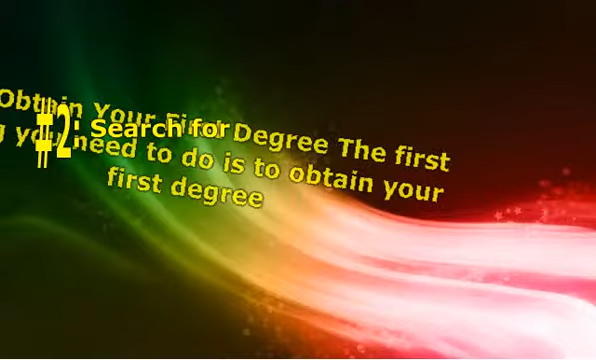 Obtain Your First Degree The first
g you need to do is to obtain your
first degree
#2: Search for